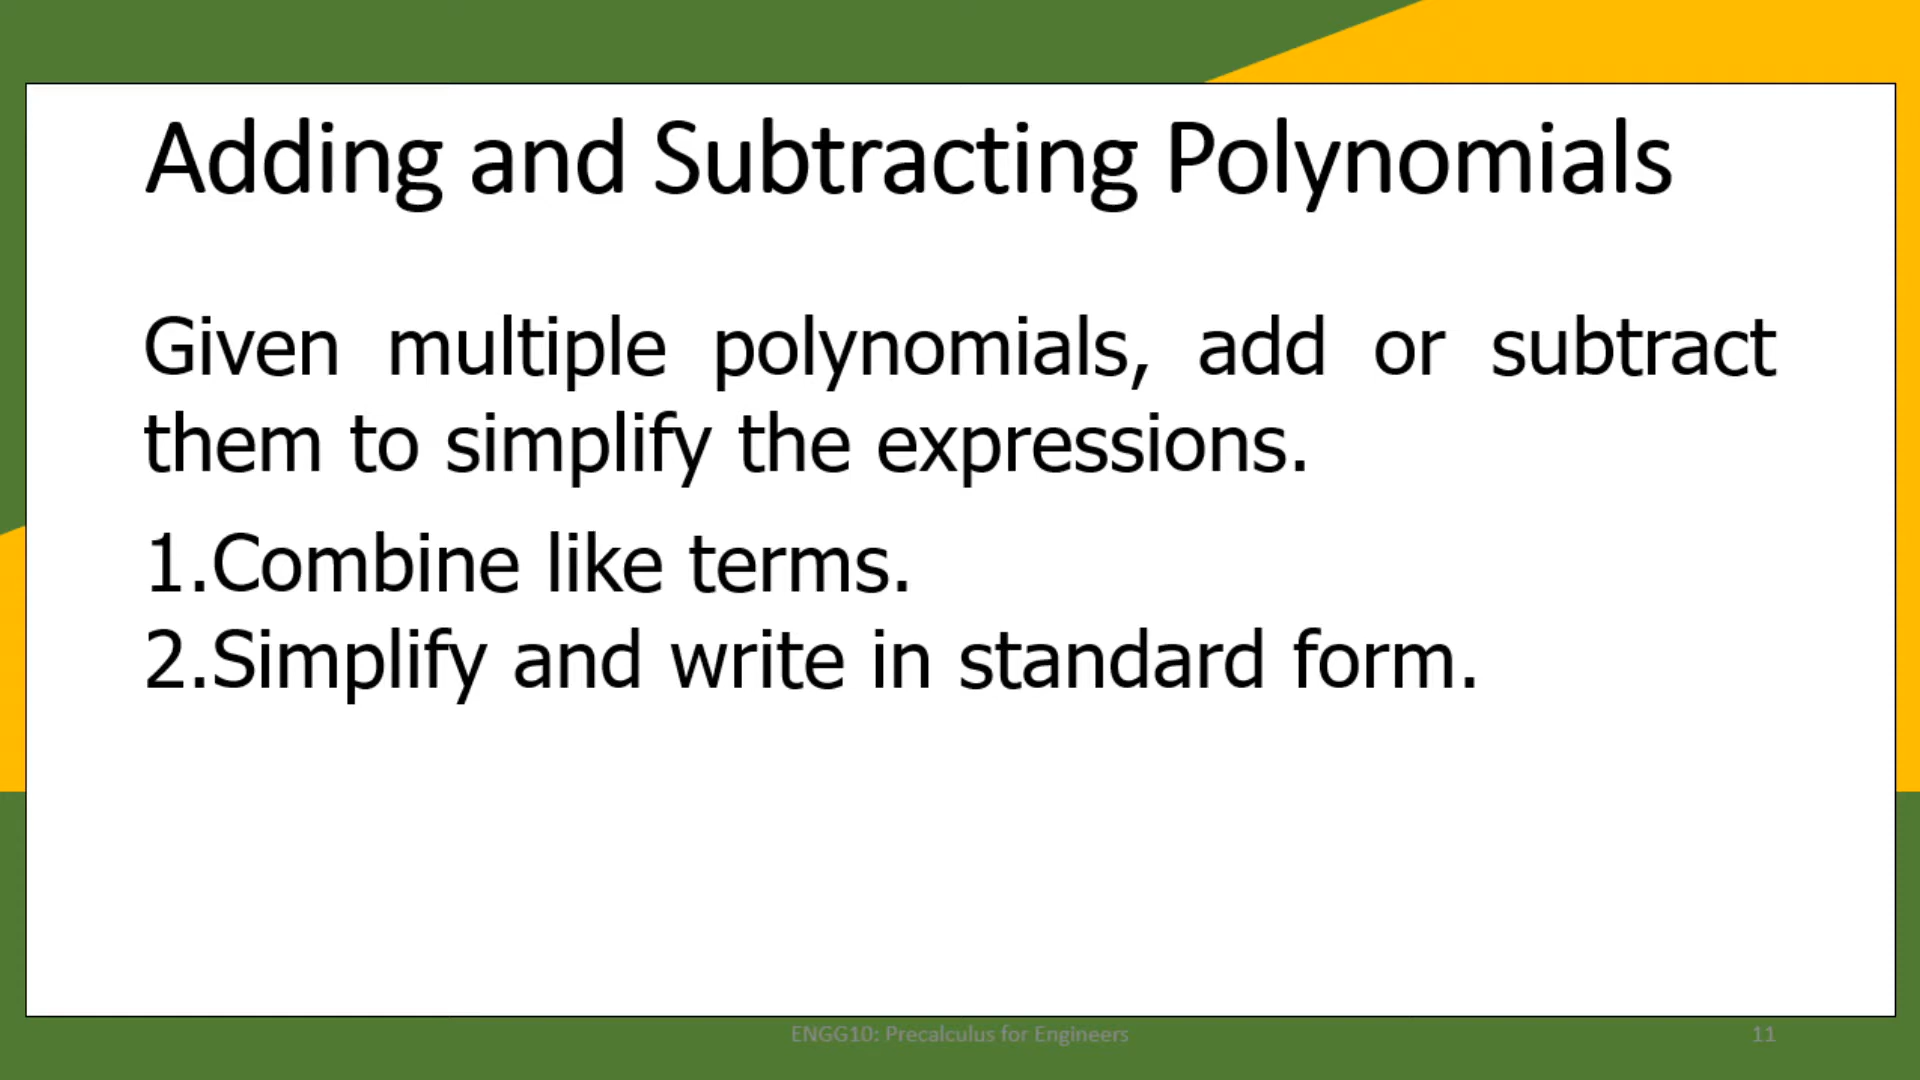 Adding and Subtracting Polynomials
Given multiple polynomials, add or subtract
them to simplify the expressions.
1.Combine like terms.
2.Simplify and write in standard form.
ENGG10: Precalculus for Engineers
11